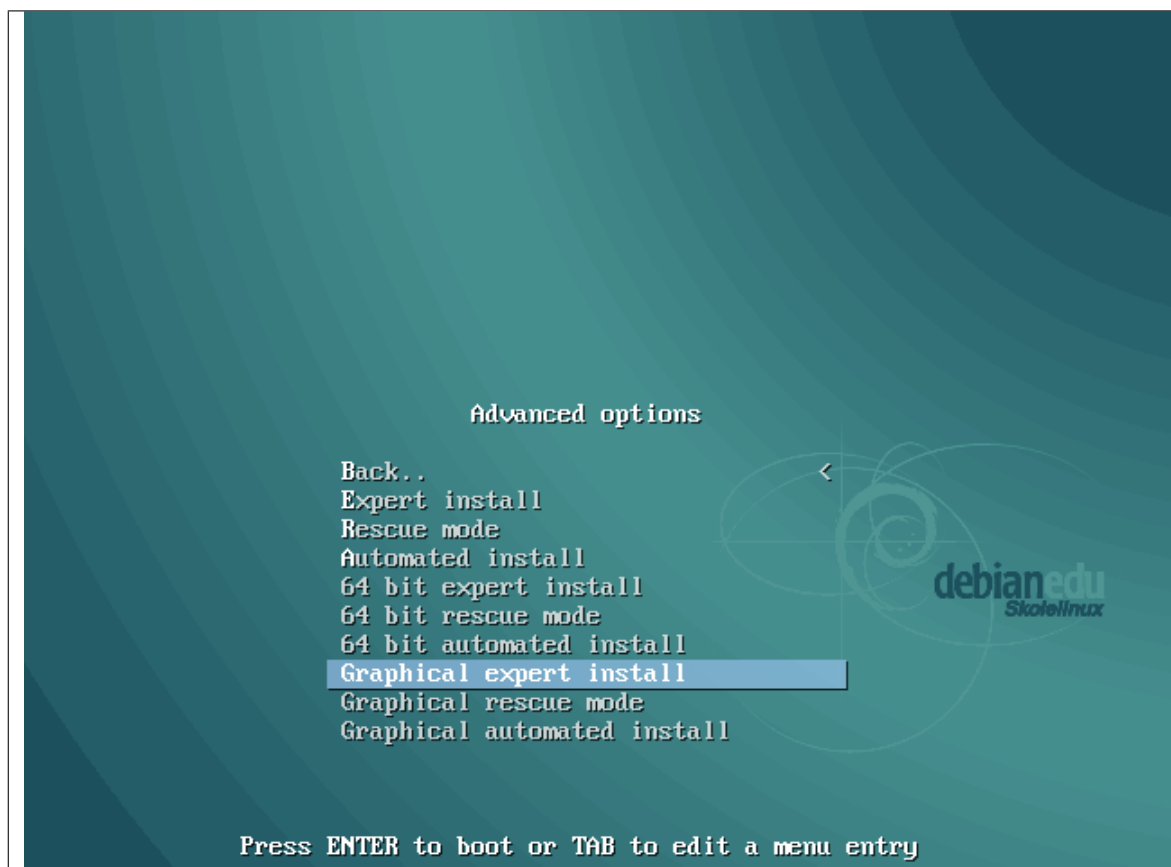 Advanced options
Back.. <
Expert install
Rescue mode
Automated install
64 bit expert install
64 bit rescue mode
64 bit automated install
Graphical expert install
Graphical rescue mode
Graphical automated install
debianedu
Skolelinux
Press ENTER to boot or TAB to edit a menu entry